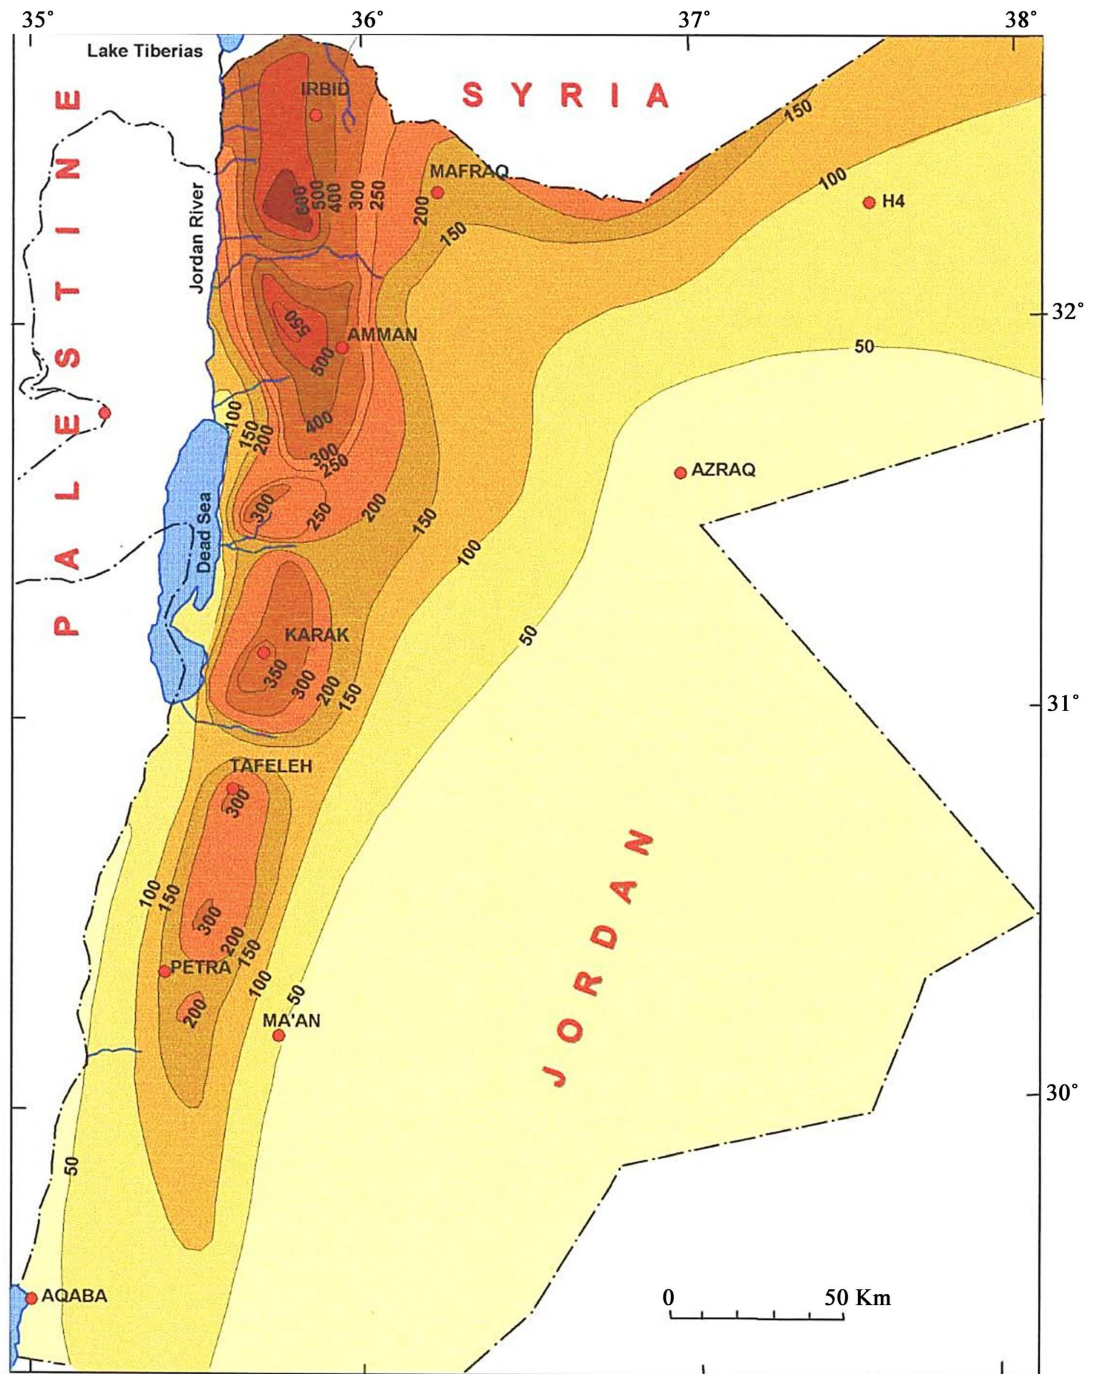 35° 36° 37° 38°
Lake Tiberias
SYRIA
PALESTINE
IRBID
150
MAFRAQ
100
H4
600 500 400 300 250
200
150
Jordan River
32°
550
AMMAN
50
500
100
150
200
400
300
250
AZRAQ
300
250
200
150
Dead Sea
100
50
KARAK
350
300
200
150
31°
TAFELEH
300
JORDAN
100
150
300
200
150
PETRA
100
50
200
MA'AN
30°
50
AQABA
0 50 Km